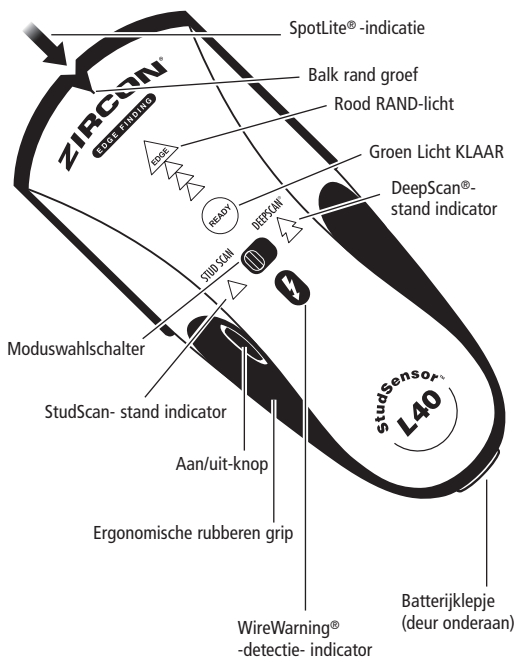 SpotLite® -indicatie
Balk rand groef
Rood RAND-licht
Groen Licht KLAAR
DeepScan®-
stand indicator
ZIRCON®
EDGE FINDING
EDGE
READY
DEEPSCAN®
STUD SCAN
Moduswahlschalter
StudScan- stand indicator
Aan/uit-knop
Ergonomische rubberen grip
StudSensor™
L40
WireWarning®
-detectie- indicator
Batterijklepje
(deur onderaan)